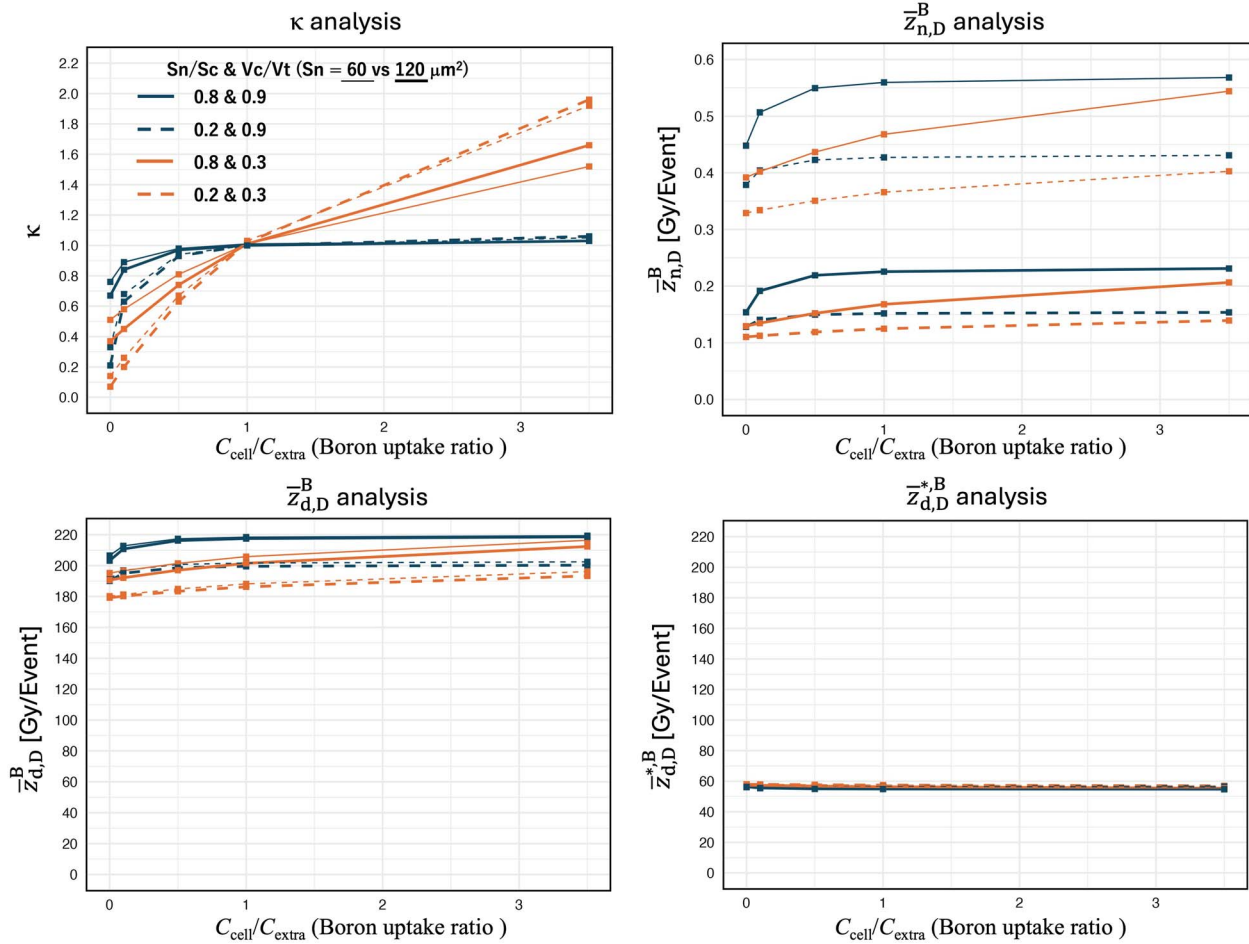 κ analysis
Sn/Sc & Vc/Vt (Sn = 60 vs 120 μm²)
0.8 & 0.9
0.2 & 0.9
0.8 & 0.3
0.2 & 0.3
κ
2.2
2.0
1.8
1.6
1.4
1.2
1.0
0.8
0.6
0.4
0.2
0.0
0 1 2 3
C_cell/C_extra (Boron uptake ratio )
z̅ᴮ_n,D
z̅ᴮ_n,D [Gy/Event]
0.6
0.5
0.4
0.3
0.2
0.1
0.0
0 1 2 3
C_cell/C_extra (Boron uptake ratio )
z̅ᴮ_d,D analysis
z̅ᴮ_d,D [Gy/Event]
220
200
180
160
140
120
100
80
60
40
20
0
0 1 2 3
C_cell/C_extra (Boron uptake ratio )
z̅*,ᴮ_d,D analysis
z̅*,ᴮ_d,D [Gy/Event]
220
200
180
160
140
120
100
80
60
40
20
0
0 1 2 3
C_cell/C_extra (Boron uptake ratio )